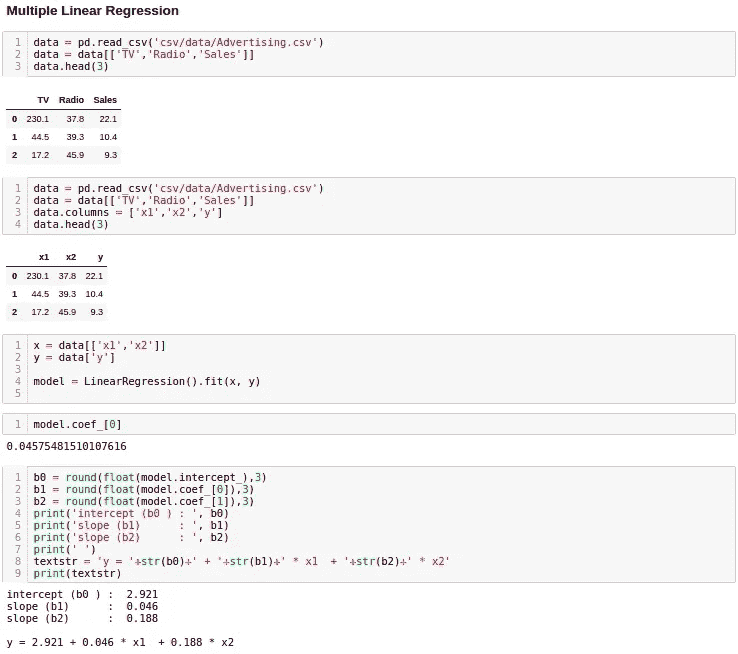 Multiple Linear Regression
1 data = pd.read_csv('csv/data/Advertising.csv')
2 data = data[['TV','Radio','Sales']]
3 data.head(3)
TV Radio Sales
0 230.1 37.8 22.1
1 44.5 39.3 10.4
2 17.2 45.9 9.3
1 data = pd.read_csv('csv/data/Advertising.csv')
2 data = data[['TV','Radio','Sales']]
3 data.columns = ['x1','x2','y']
4 data.head(3)
x1 x2 y
0 230.1 37.8 22.1
1 44.5 39.3 10.4
2 17.2 45.9 9.3
1 x = data[['x1','x2']]
2 y = data['y']
3
4 model = LinearRegression().fit(x, y)
5
1 model.coef_[0]
0.04575481510107616
1 b0 = round(float(model.intercept_),3)
2 b1 = round(float(model.coef_[0]),3)
3 b2 = round(float(model.coef_[1]),3)
4 print('intercept (b0 ) : ', b0)
5 print('slope (b1)      : ', b1)
6 print('slope (b2)      : ', b2)
7 print(' ')
8 textstr = 'y = '+str(b0)+' + '+str(b1)+' * x1  + '+str(b2)+' * x2'
9 print(textstr)
intercept (b0 ) :  2.921
slope (b1)      :  0.046
slope (b2)      :  0.188
y = 2.921 + 0.046 * x1  + 0.188 * x2